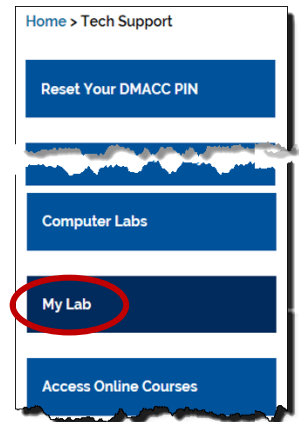 Home > Tech Support
Reset Your DMACC PIN
Computer Labs
My Lab
Access Online Courses